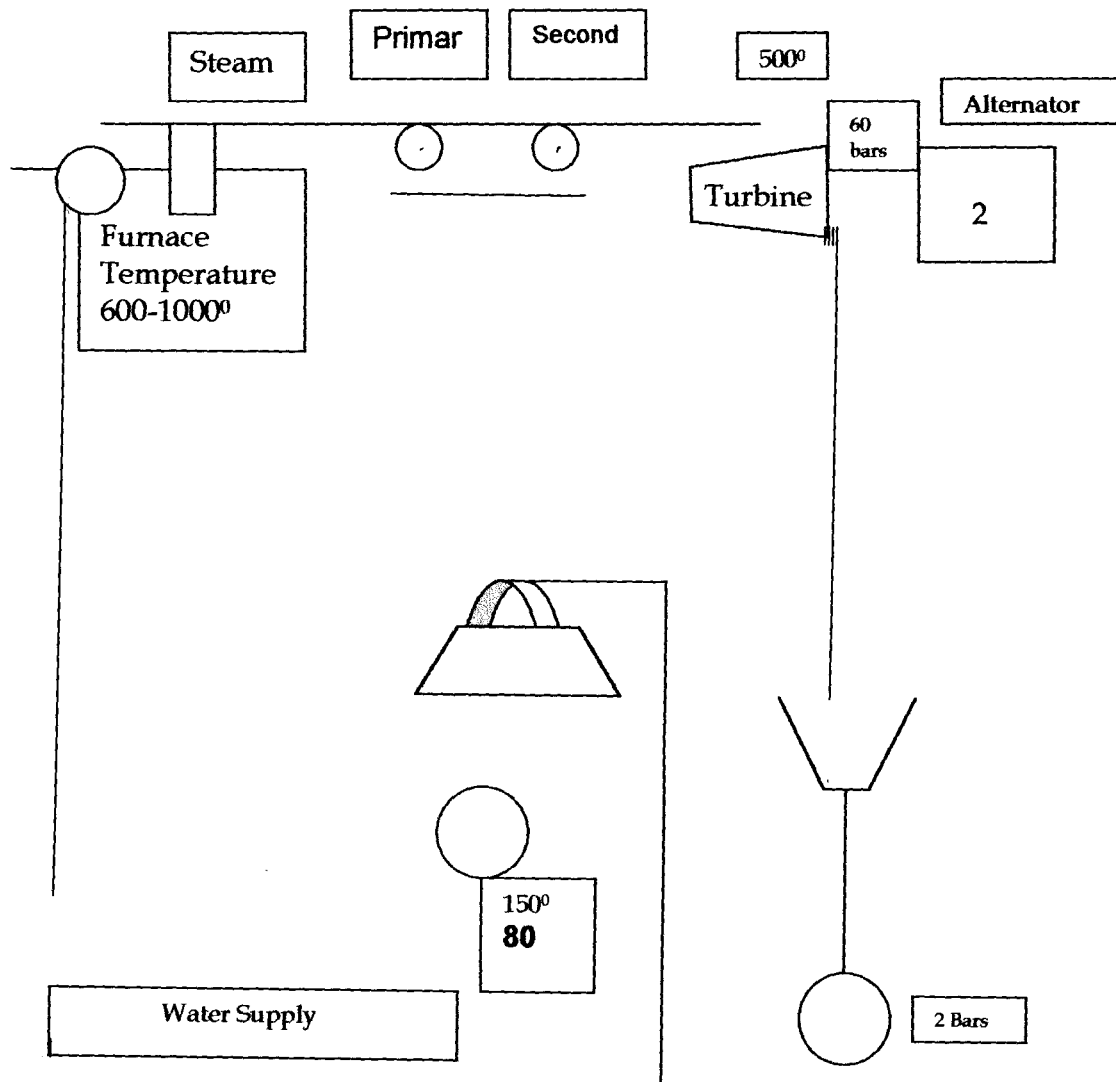 Steam
Primar
Second
500⁰
Alternator
60
bars
Turbine
2
Furnace
Temperature
600-1000⁰
150⁰
80
Water Supply
2 Bars